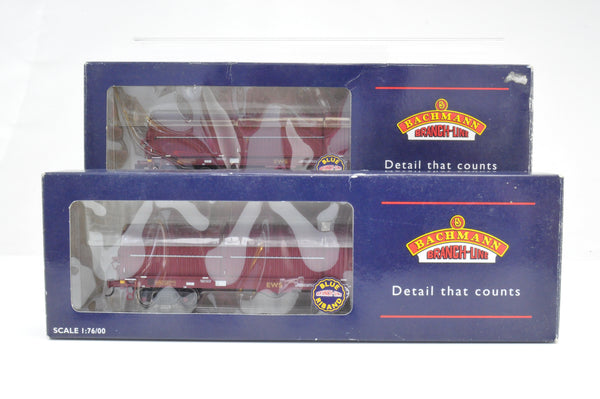 B
BACHMANN
BRANCH-LINE
Detail that counts
EWS
BLUE
B
BACHMANN
BRANCH-LINE
Detail that counts
EWS
BLUE
RIBAND
SCALE 1:76/00